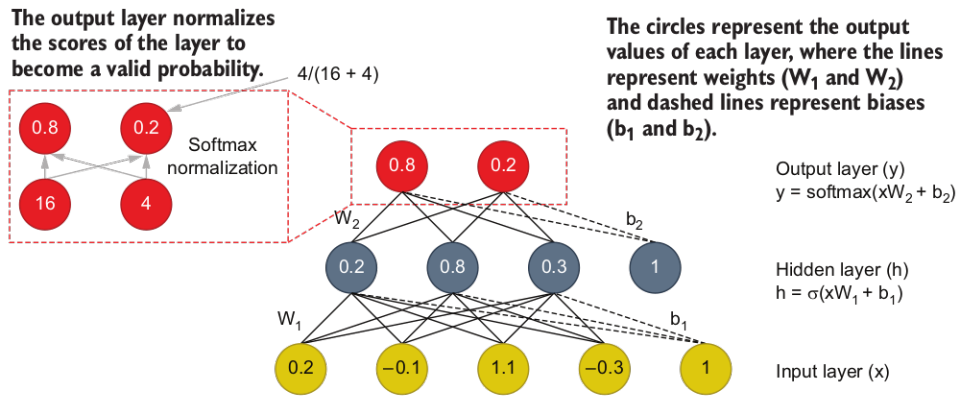 The output layer normalizes
the scores of the layer to
become a valid probability.
4/(16 + 4)
The circles represent the output
values of each layer, where the lines
represent weights (W₁ and W₂)
and dashed lines represent biases
(b₁ and b₂).
0.8 0.2
Softmax
normalization
16 4
0.8 0.2
Output layer (y)
y = softmax(xW₂ + b₂)
W₂ b₂
0.2 0.8 0.3 1
Hidden layer (h)
h = σ(xW₁ + b₁)
W₁ b₁
0.2 –0.1 1.1 –0.3 1
Input layer (x)